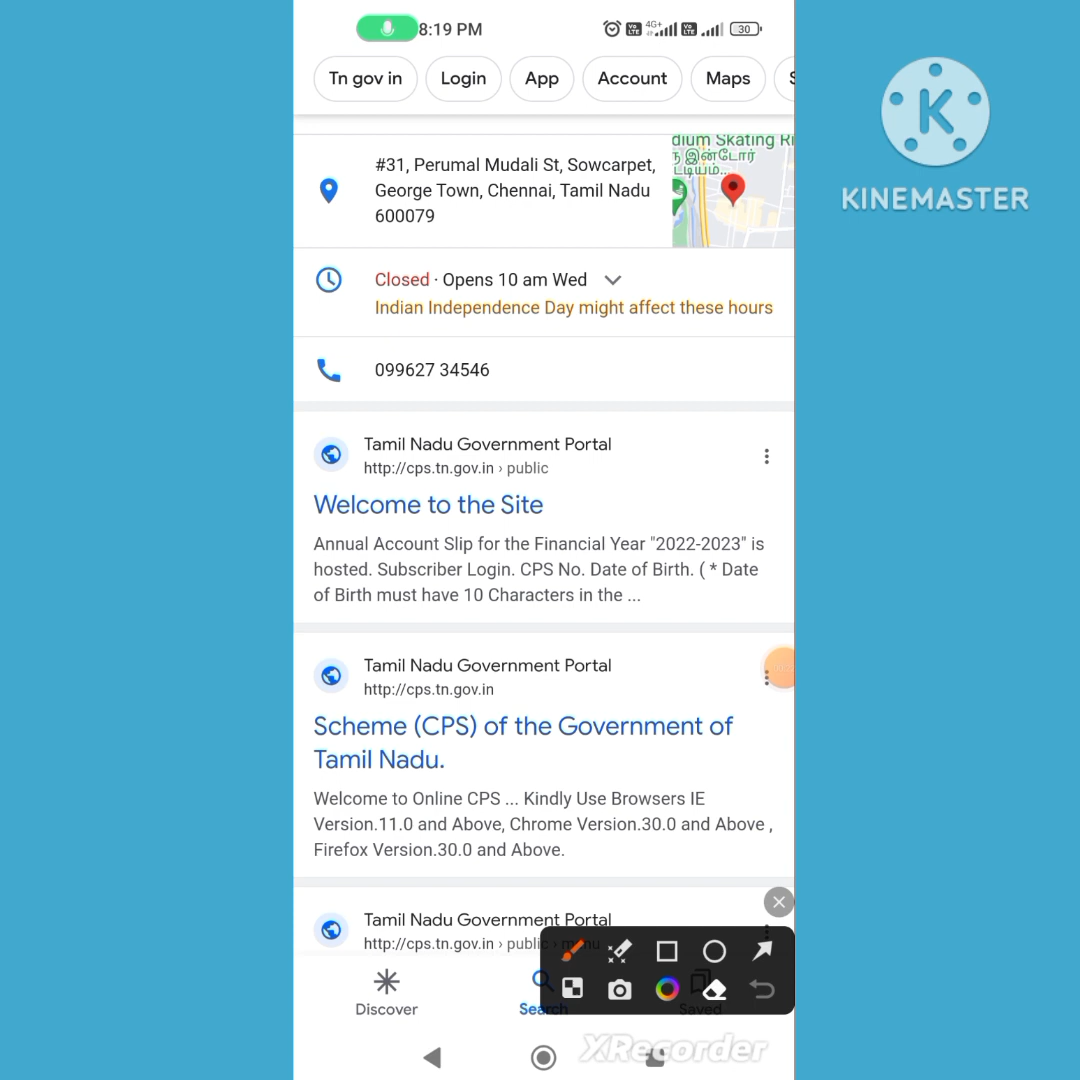 8:19 PM
4G+
30
Tn gov in
Login
App
Account
Maps
K
KINEMASTER
dium Skating Ri
இன்டோர்
டியம்...
#31, Perumal Mudali St, Sowcarpet,
George Town, Chennai, Tamil Nadu
600079
Closed · Opens 10 am Wed
Indian Independence Day might affect these hours
099627 34546
Tamil Nadu Government Portal
http://cps.tn.gov.in › public
Welcome to the Site
Annual Account Slip for the Financial Year "2022-2023" is
hosted. Subscriber Login. CPS No. Date of Birth. ( * Date
of Birth must have 10 Characters in the ...
Tamil Nadu Government Portal
http://cps.tn.gov.in
Scheme (CPS) of the Government of
Tamil Nadu.
Welcome to Online CPS ... Kindly Use Browsers IE
Version.11.0 and Above, Chrome Version.30.0 and Above ,
Firefox Version.30.0 and Above.
Tamil Nadu Government Portal
http://cps.tn.gov.in › public › menu
Discover
Search
Saved
XRecorder